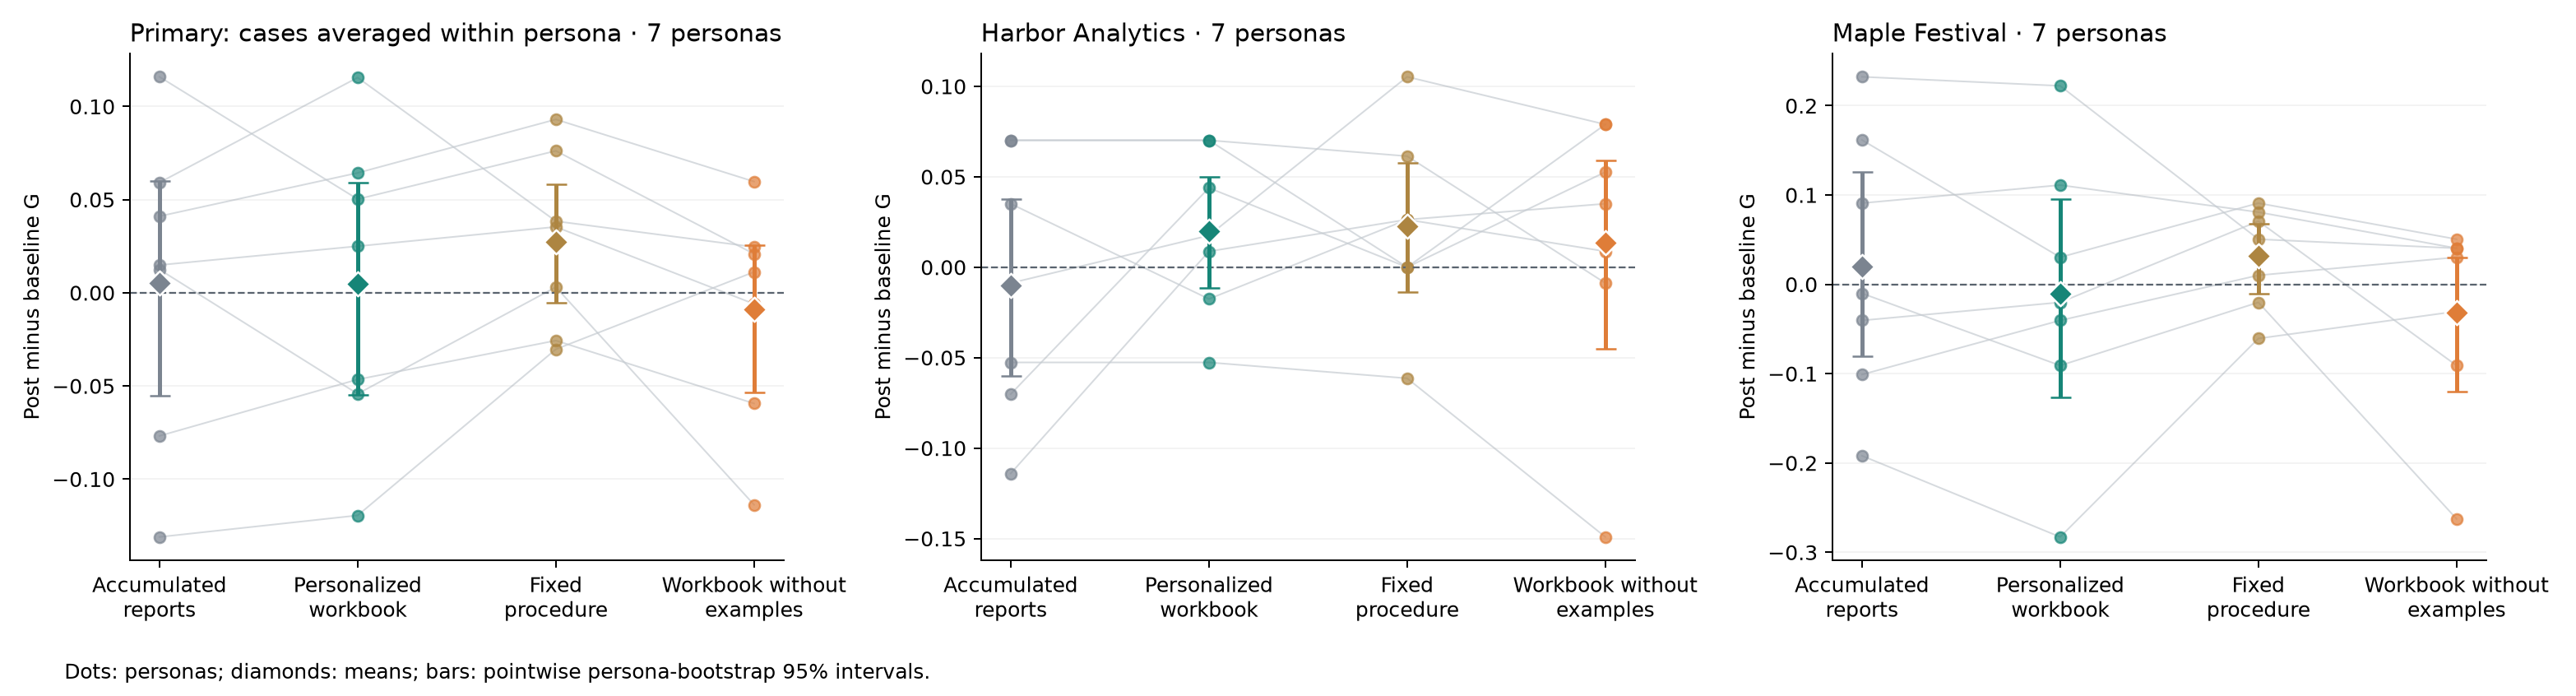 Primary: cases averaged within persona · 7 personas
Post minus baseline G
0.10
0.05
0.00
−0.05
−0.10
Accumulated
reports
Personalized
workbook
Fixed
procedure
Workbook without
examples
Harbor Analytics · 7 personas
Post minus baseline G
0.10
0.05
0.00
−0.05
−0.10
−0.15
Accumulated
reports
Personalized
workbook
Fixed
procedure
Workbook without
examples
Maple Festival · 7 personas
Post minus baseline G
0.2
0.1
0.0
−0.1
−0.2
−0.3
Accumulated
reports
Personalized
workbook
Fixed
procedure
Workbook without
examples
Dots: personas; diamonds: means; bars: pointwise persona-bootstrap 95% intervals.